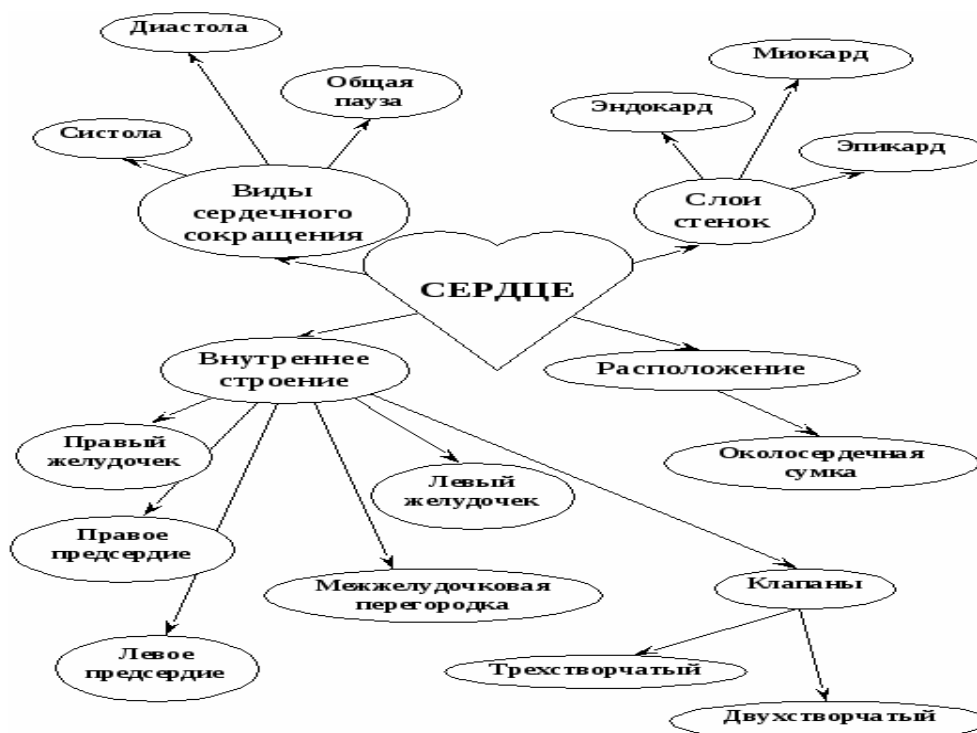 Диастола
Миокард
Общая
пауза
Эндокард
Систола
Эпикард
Виды
сердечного
сокращения
Слои
стенок
СЕРДЦЕ
Внутреннее
строение
Расположение
Правый
желудочек
Околосердечная
сумка
Левый
желудочек
Правое
предсердие
Межжелудочковая
перегородка
Клапаны
Левое
предсердие
Трехстворчатый
Двухстворчатый